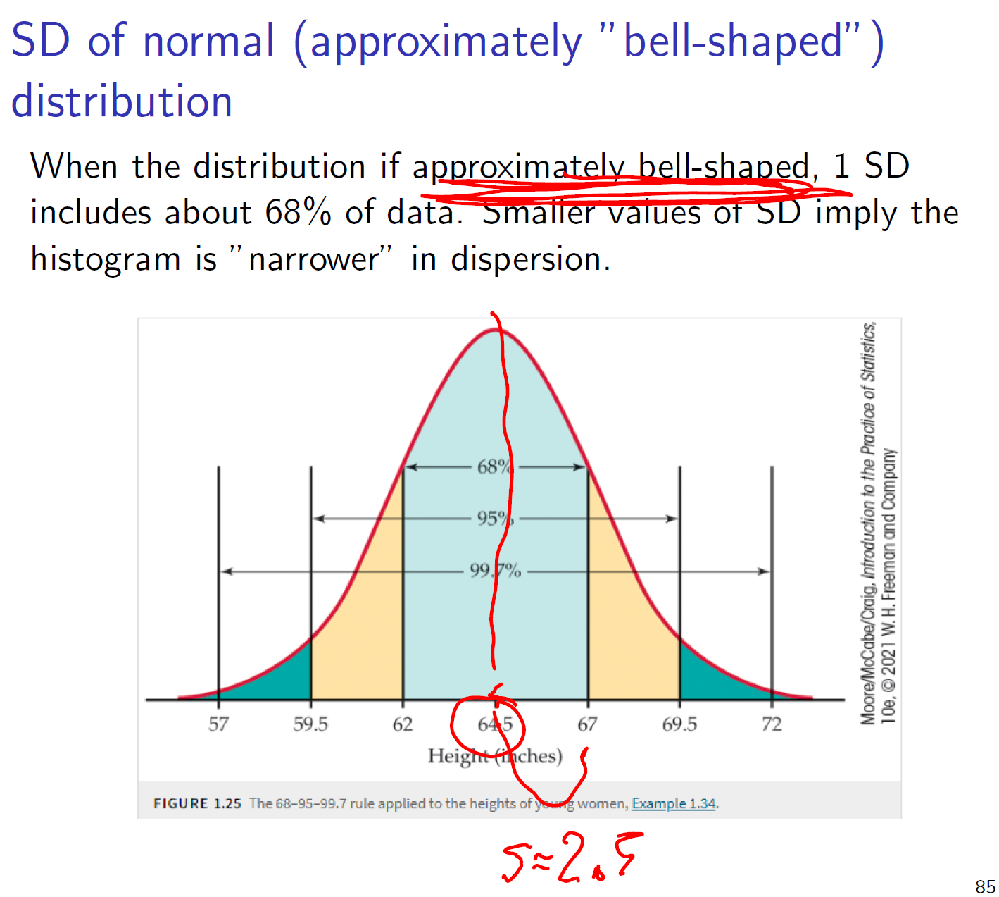 SD of normal (approximately ”bell-shaped”)
distribution
When the distribution if approximately bell-shaped, 1 SD
includes about 68% of data. Smaller values of SD imply the
histogram is ”narrower” in dispersion.
68%
95%
99.7%
57 59.5 62 64.5 67 69.5 72
Height (inches)
Moore/McCabe/Craig, Introduction to the Practice of Statistics,
10e, © 2021 W. H. Freeman and Company
FIGURE 1.25 The 68–95–99.7 rule applied to the heights of young women, Example 1.34.
s≈2.5
85